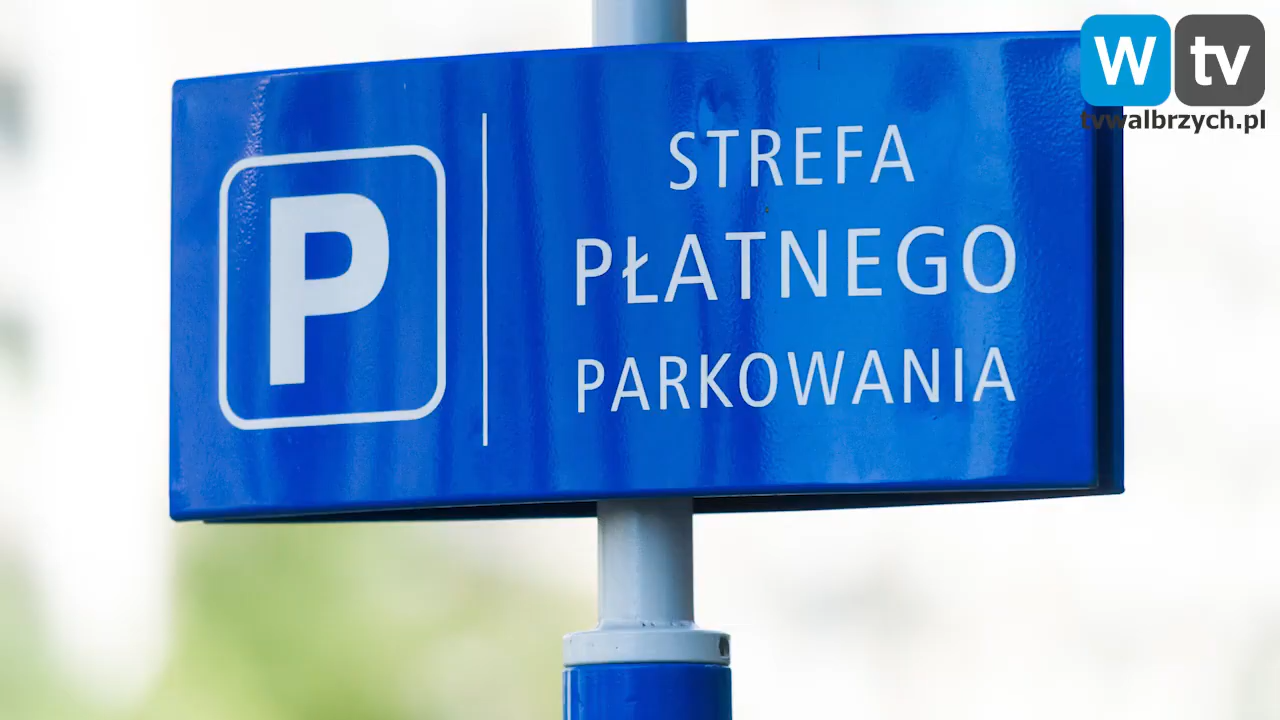 P
STREFA
PŁATNEGO
PARKOWANIA
W tv
tvwalbrzych.pl